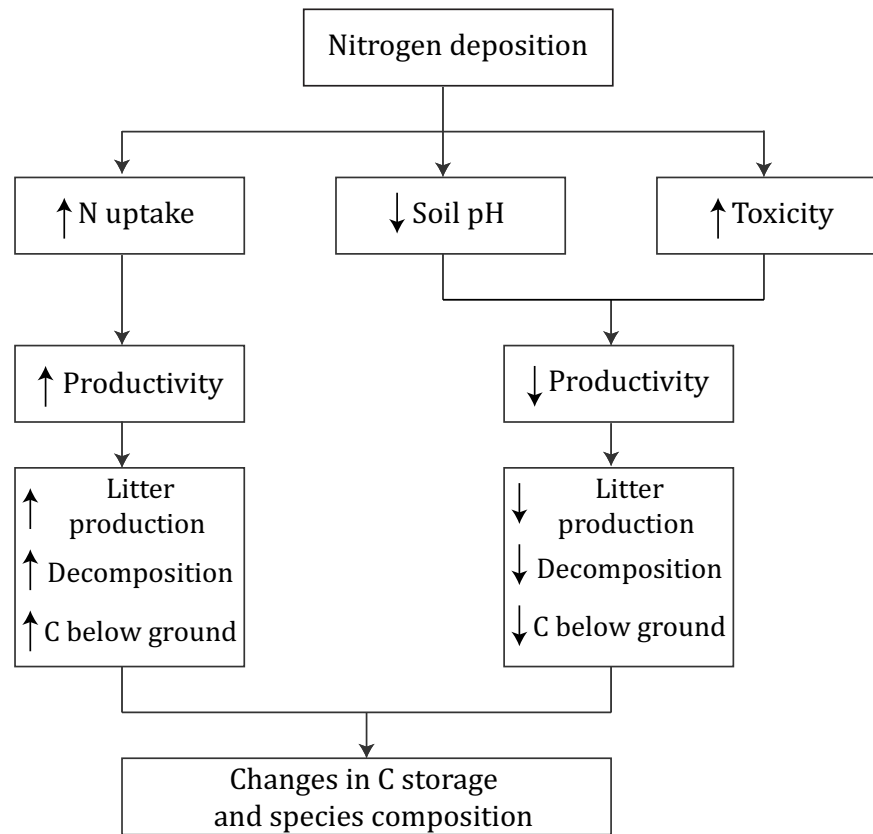 Nitrogen deposition
↑ N uptake
↓ Soil pH
↑ Toxicity
↑ Productivity
↓ Productivity
↑ Litter
production
↑ Decomposition
↑ C below ground
↓ Litter
production
↓ Decomposition
↓ C below ground
Changes in C storage
and species composition